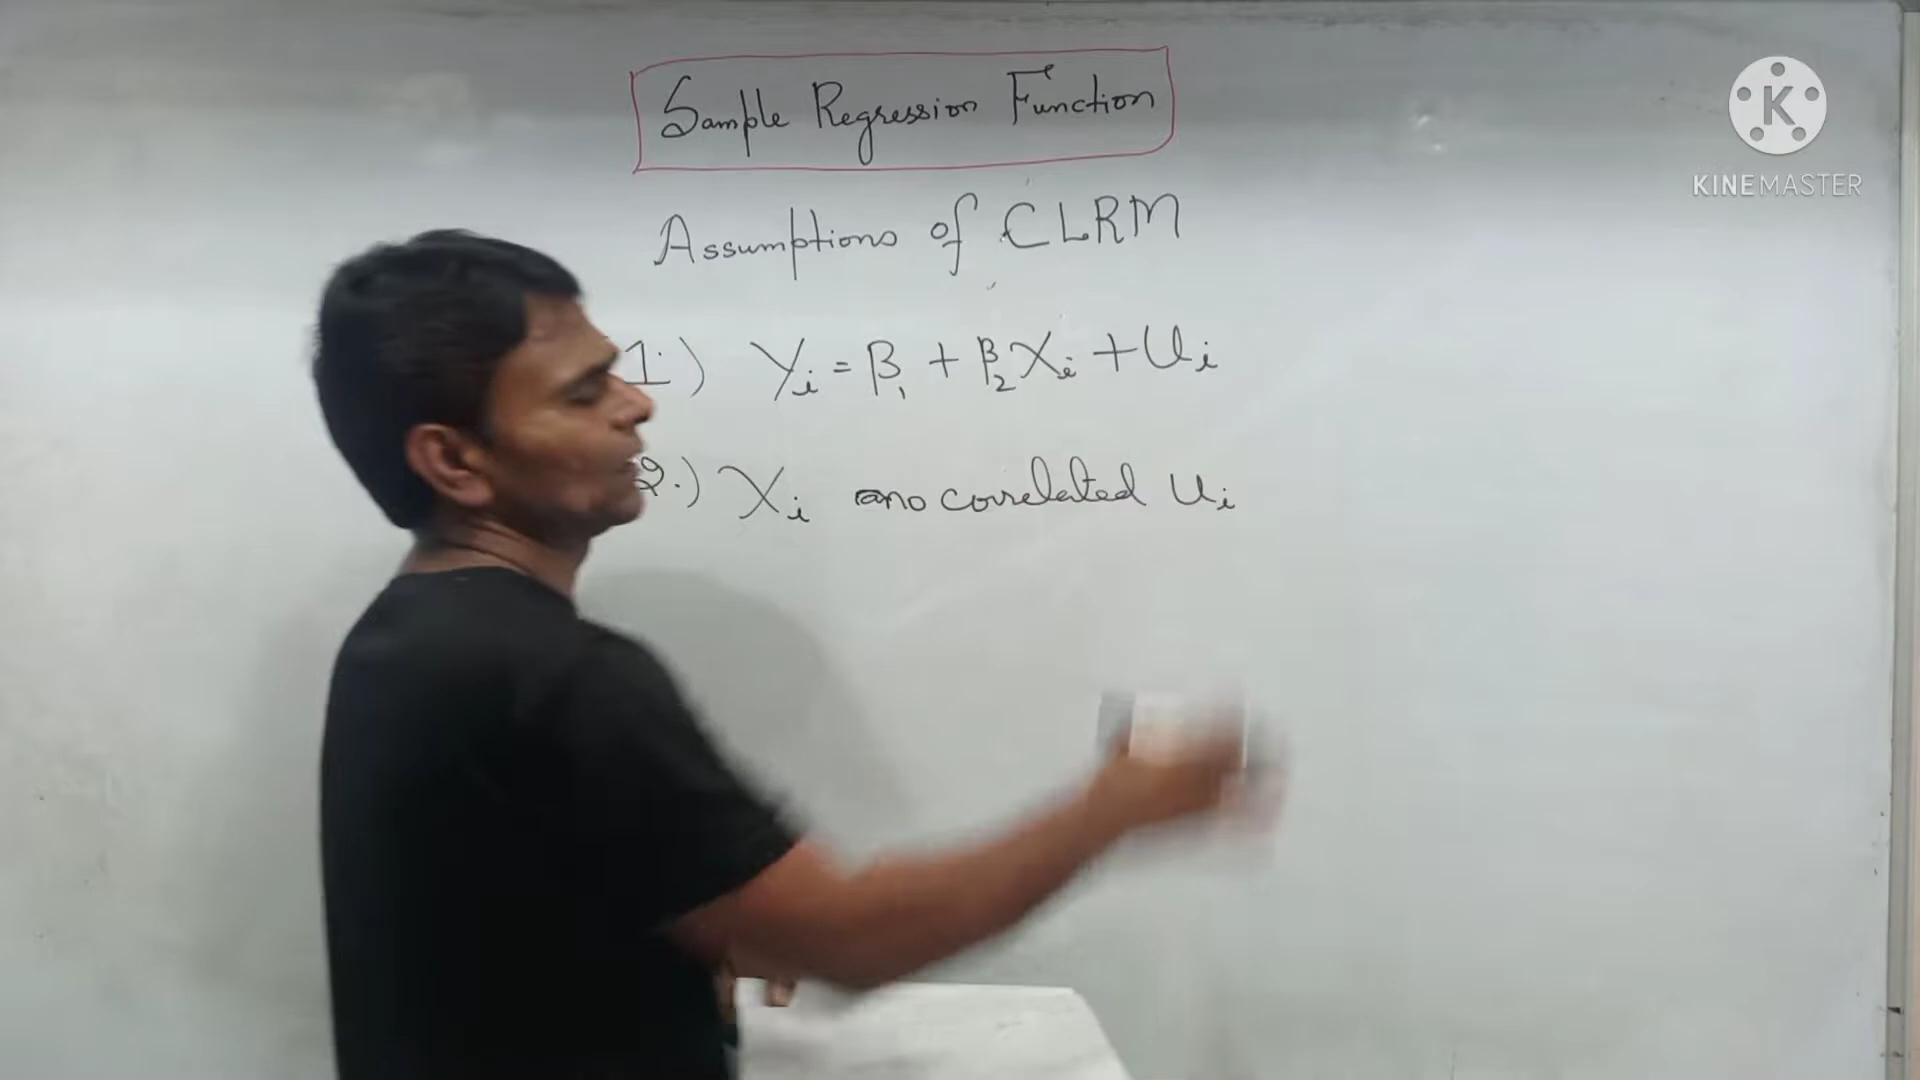 Sample Regression Function
Assumptions of CLRM
1.) Yi = β1 + β2Xi + Ui
2.) Xi no correlated Ui
K
KINEMASTER